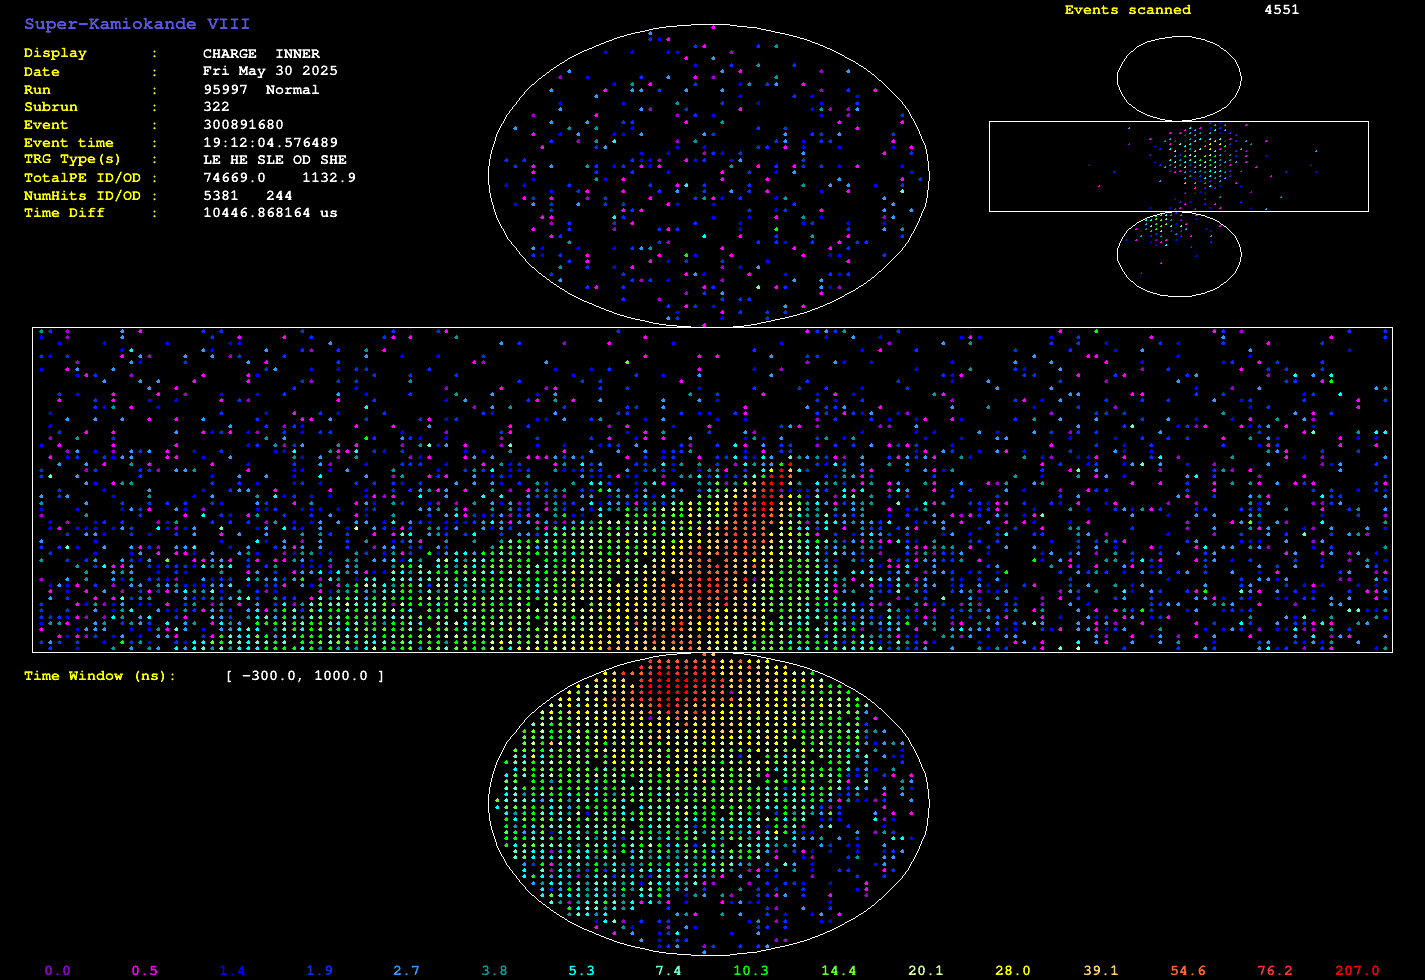 Super-Kamiokande VIII
Display : CHARGE INNER
Date : Fri May 30 2025
Run : 95997 Normal
Subrun : 322
Event : 300891680
Event time : 19:12:04.576489
TRG Type(s) : LE HE SLE OD SHE
TotalPE ID/OD : 74669.0 1132.9
NumHits ID/OD : 5381 244
Time Diff : 10446.868164 us
Events scanned 4551
Time Window (ns): [ -300.0, 1000.0 ]
0.0 0.5 1.4 1.9 2.7 3.8 5.3 7.4 10.3 14.4 20.1 28.0 39.1 54.6 76.2 207.0